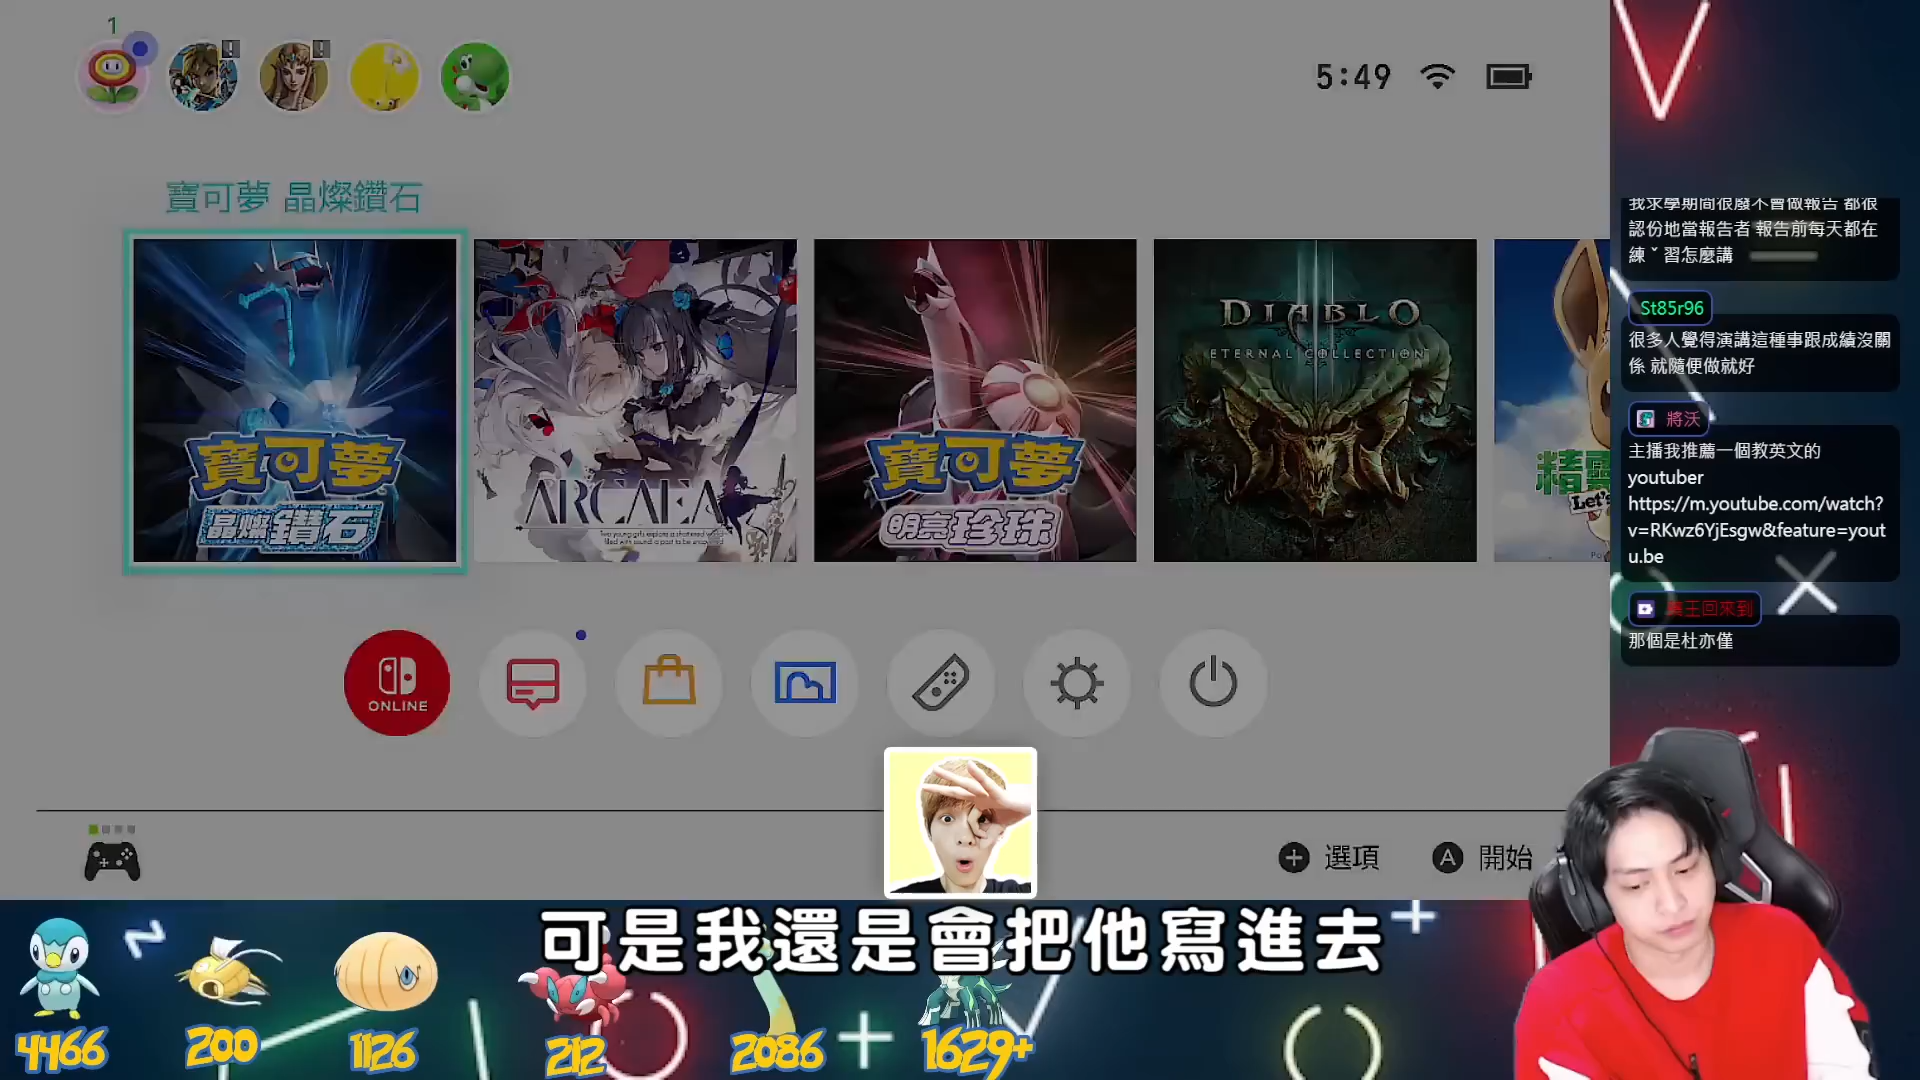 1
5:49
寶可夢 晶燦鑽石
寶可夢
晶燦鑽石
ARCAEA
寶可夢
明亮珍珠
DIABLO
ETERNAL COLLECTION
Let's
ONLINE
選項
開始
我求學期間很廢不會做報告 都很
認份地當報告者 報告前每天都在
練ˇ習怎麼講
St85r96
很多人覺得演講這種事跟成績沒關
係 就隨便做就好
將沃
主播我推薦一個教英文的
youtuber
https://m.youtube.com/watch?
v=RKwz6YjEsgw&feature=yout
u.be
王回來到
那個是杜亦僅
可是我還是會把他寫進去
4466
200
1126
212
2086
1629+